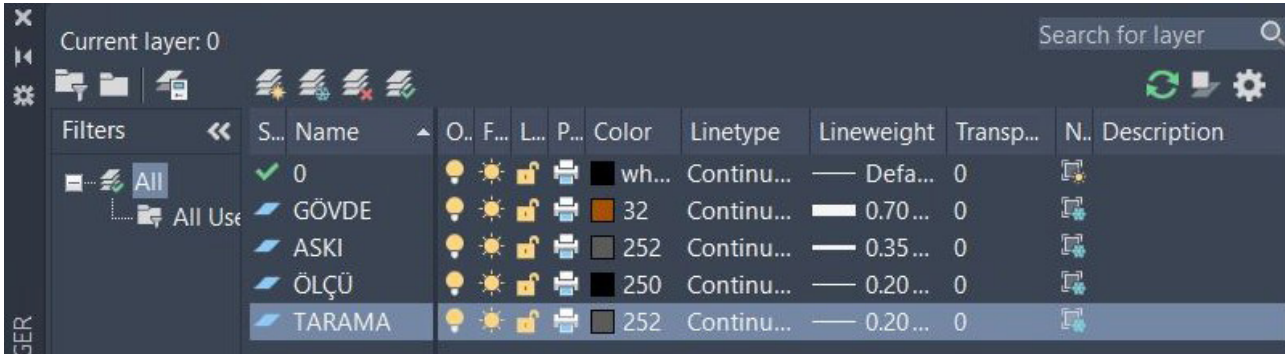 Current layer: 0
Search for layer
Filters
S... Name O.. F... L... P... Color Linetype Lineweight Transp... N.. Description
All
All Use
0 wh... Continu... Defa... 0
GÖVDE 32 Continu... 0.70 ... 0
ASKI 252 Continu... 0.35 ... 0
ÖLÇÜ 250 Continu... 0.20 ... 0
TARAMA 252 Continu... 0.20 ... 0
GER